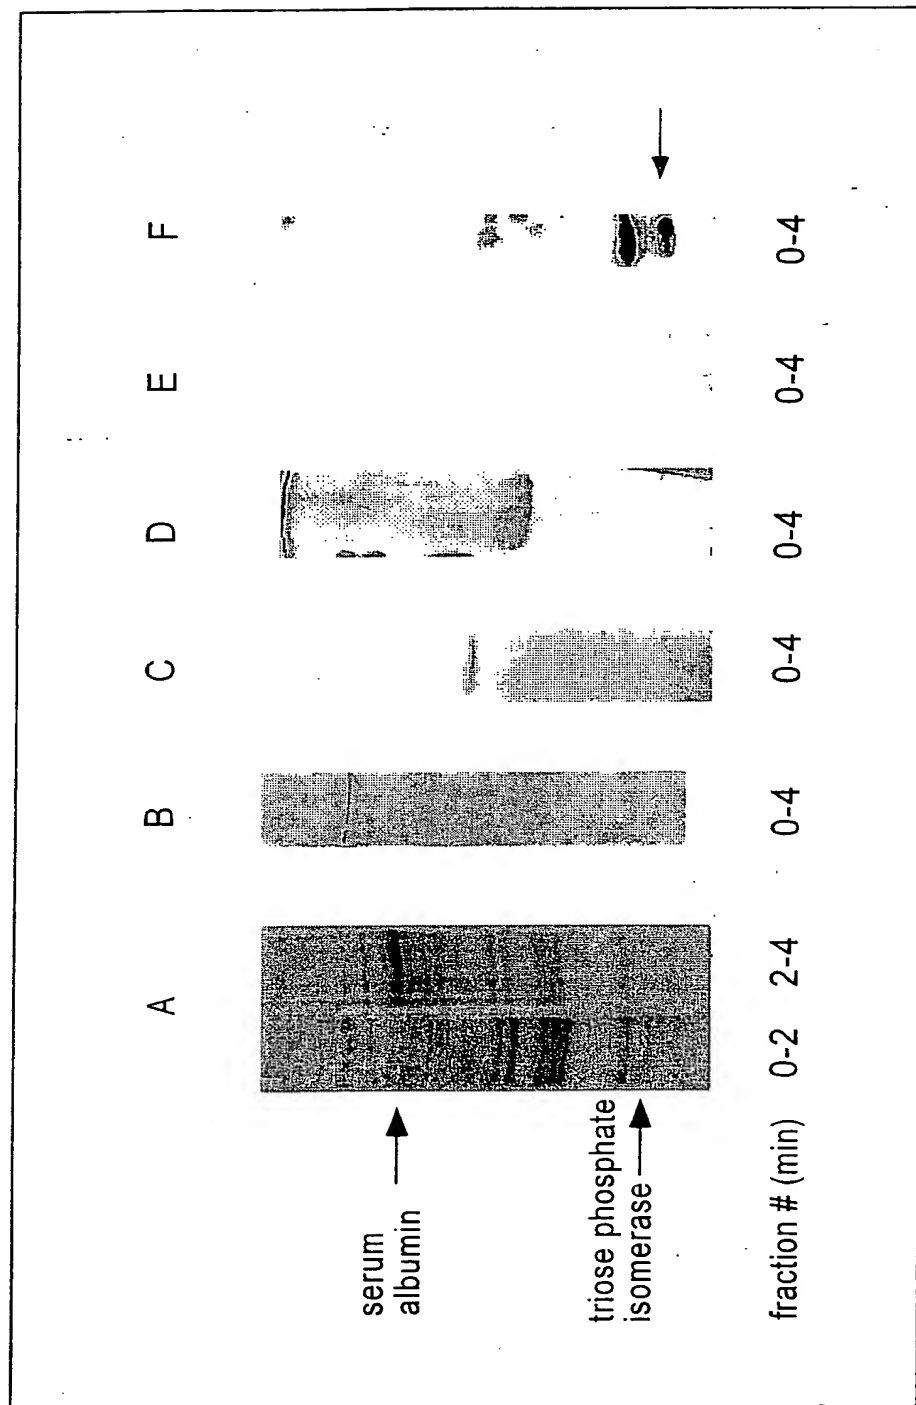 A B C D E F
serum
albumin
triose phosphate
isomerase
fraction # (min) 0-2 2-4 0-4 0-4 0-4 0-4 0-4